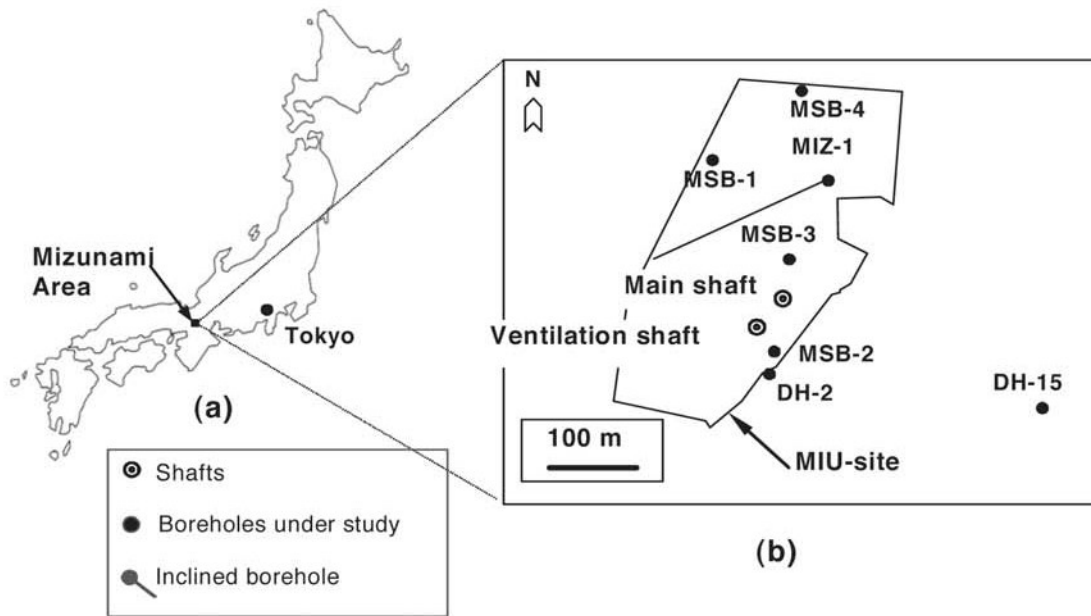 Mizunami
Area
Tokyo
(a)
Shafts
Boreholes under study
Inclined borehole
N
MSB-4
MIZ-1
MSB-1
MSB-3
Main shaft
Ventilation shaft
MSB-2
DH-2
DH-15
100 m
MIU-site
(b)